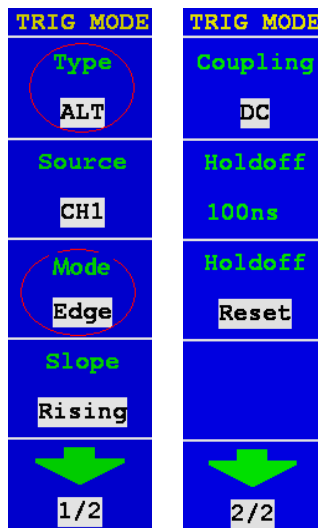 TRIG MODE
Type
ALT
Source
CH1
Mode
Edge
Slope
Rising
1/2
TRIG MODE
Coupling
DC
Holdoff
100ns
Holdoff
Reset
2/2